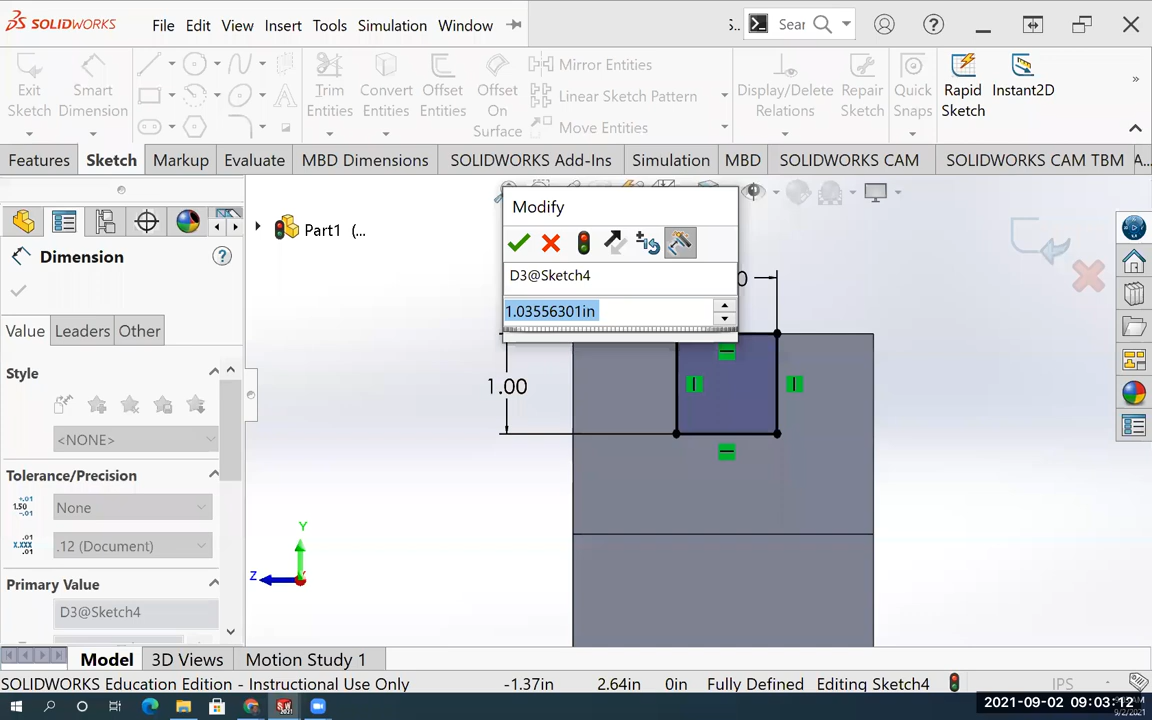 SOLIDWORKS File Edit View Insert Tools Simulation Window S.. Sear
Exit Sketch
Smart Dimension
Trim Entities
Convert Entities
Offset Entities
Offset On Surface
Mirror Entities
Linear Sketch Pattern
Move Entities
Display/Delete Relations
Repair Sketch
Quick Snaps
Rapid Sketch
Instant2D
Features Sketch Markup Evaluate MBD Dimensions SOLIDWORKS Add-Ins Simulation MBD SOLIDWORKS CAM SOLIDWORKS CAM TBM A...
Part1 (...
Dimension
Value Leaders Other
Style
<NONE>
Tolerance/Precision
None
.12 (Document)
Primary Value
D3@Sketch4
Modify
D3@Sketch4
1.03556301in
0
1.00
Y
Z
Model 3D Views Motion Study 1
SOLIDWORKS Education Edition - Instructional Use Only -1.37in 2.64in 0in Fully Defined Editing Sketch4 IPS
2021-09-02 09:03:12
9/2/2021